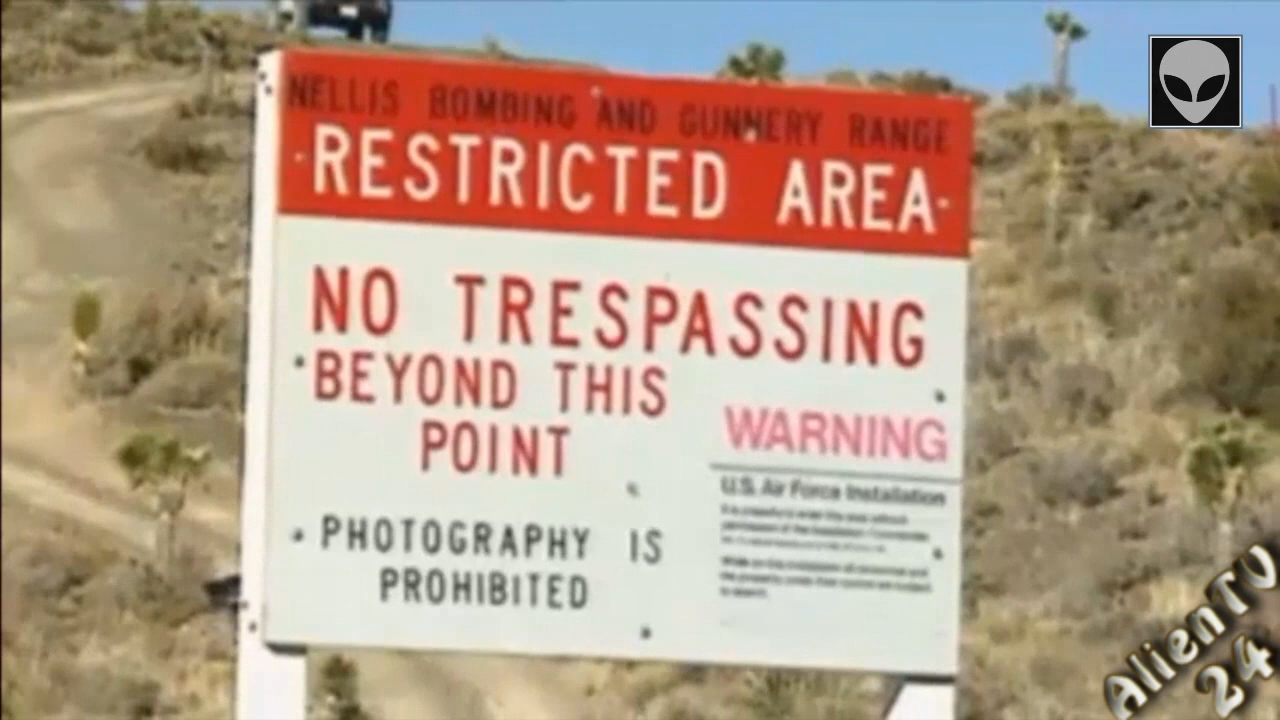 NELLIS BOMBING AND GUNNERY RANGE
RESTRICTED AREA
NO TRESPASSING
BEYOND THIS
POINT
WARNING
U.S. Air Force Installation
PHOTOGRAPHY IS
PROHIBITED
AlienTV
24